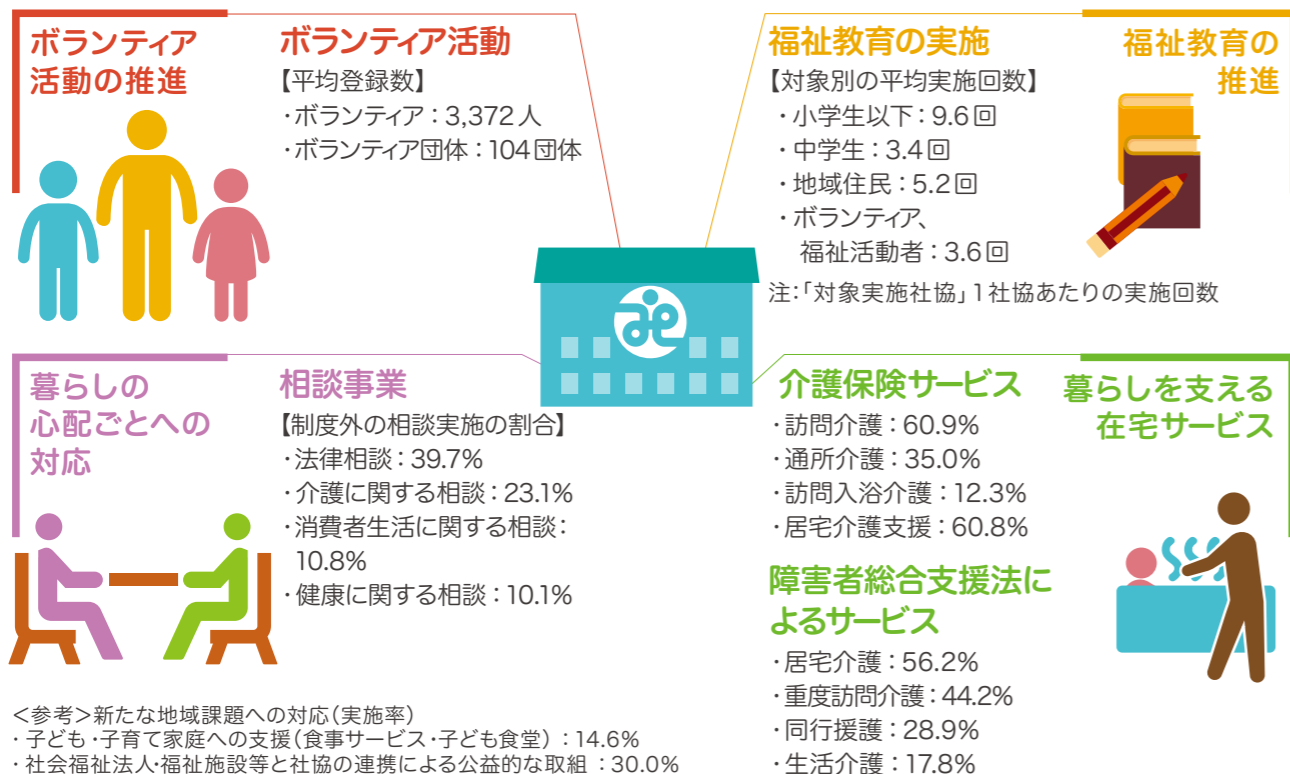 ボランティア
活動の推進
ボランティア活動
【平均登録数】
・ボランティア：3,372人
・ボランティア団体：104団体
福祉教育の実施
【対象別の平均実施回数】
・小学生以下：9.6回
・中学生：3.4回
・地域住民：5.2回
・ボランティア、
福祉活動者：3.6回
注：「対象実施社協」1社協あたりの実施回数
福祉教育の
推進
暮らしの
心配ごとへの
対応
相談事業
【制度外の相談実施の割合】
・法律相談：39.7%
・介護に関する相談：23.1%
・消費者生活に関する相談：
10.8%
・健康に関する相談：10.1%
介護保険サービス
・訪問介護：60.9%
・通所介護：35.0%
・訪問入浴介護：12.3%
・居宅介護支援：60.8%
障害者総合支援法に
よるサービス
・居宅介護：56.2%
・重度訪問介護：44.2%
・同行援護：28.9%
・生活介護：17.8%
暮らしを支える
在宅サービス
＜参考＞新たな地域課題への対応（実施率）
・子ども・子育て家庭への支援（食事サービス・子ども食堂）：14.6%
・社会福祉法人・福祉施設等と社協の連携による公益的な取組：30.0%